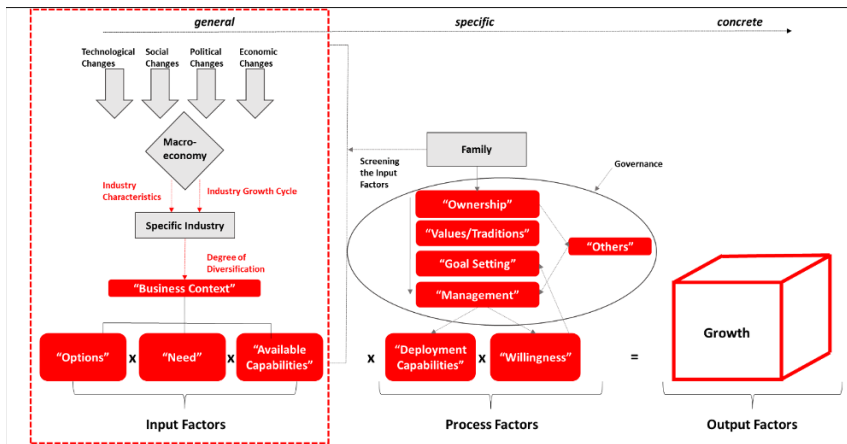 general
specific
concrete
Technological
Changes
Social
Changes
Political
Changes
Economic
Changes
Macro-
economy
Industry
Characteristics
Industry Growth Cycle
Specific Industry
Degree of
Diversification
“Business Context”
“Options”
x
“Need”
x
“Available
Capabilities”
Input Factors
Screening
the Input
Factors
Family
Governance
“Ownership”
“Values/Traditions”
“Goal Setting”
“Management”
“Others”
x
“Deployment
Capabilities”
x
“Willingness”
Process Factors
=
Growth
Output Factors